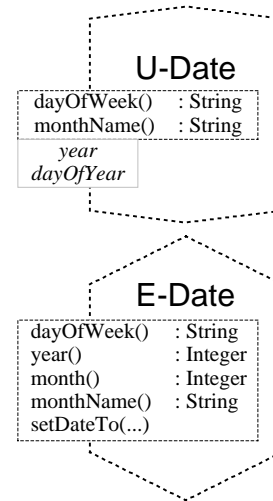 U-Date
dayOfWeek() : String
monthName() : String
year
dayOfYear
E-Date
dayOfWeek() : String
year() : Integer
month() : Integer
monthName() : String
setDateTo(...)